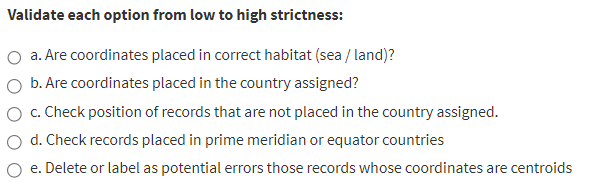 Validate each option from low to high strictness:
a. Are coordinates placed in correct habitat (sea / land)?
b. Are coordinates placed in the country assigned?
c. Check position of records that are not placed in the country assigned.
d. Check records placed in prime meridian or equator countries
e. Delete or label as potential errors those records whose coordinates are centroids